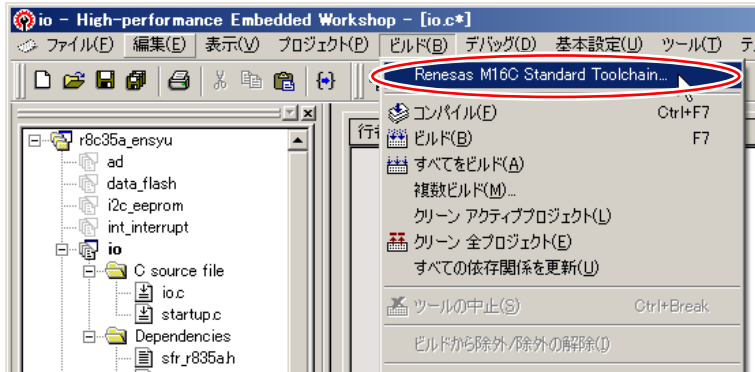 io - High-performance Embedded Workshop - [io.c*]
ファイル(F) 編集(E) 表示(V) プロジェクト(P) ビルド(B) デバッグ(D) 基本設定(U) ツール(T)
Renesas M16C Standard Toolchain...
コンパイル(F) Ctrl+F7
ビルド(B) F7
すべてをビルド(A)
複数ビルド(M)...
クリーン アクティブプロジェクト(L)
クリーン 全プロジェクト(E)
すべての依存関係を更新(U)
ツールの中止(S) Ctrl+Break
ビルドから除外/除外の解除(I)
r8c35a_ensyu
ad
data_flash
i2c_eeprom
int_interrupt
io
C source file
io.c
startup.c
Dependencies
sfr_r835a.h